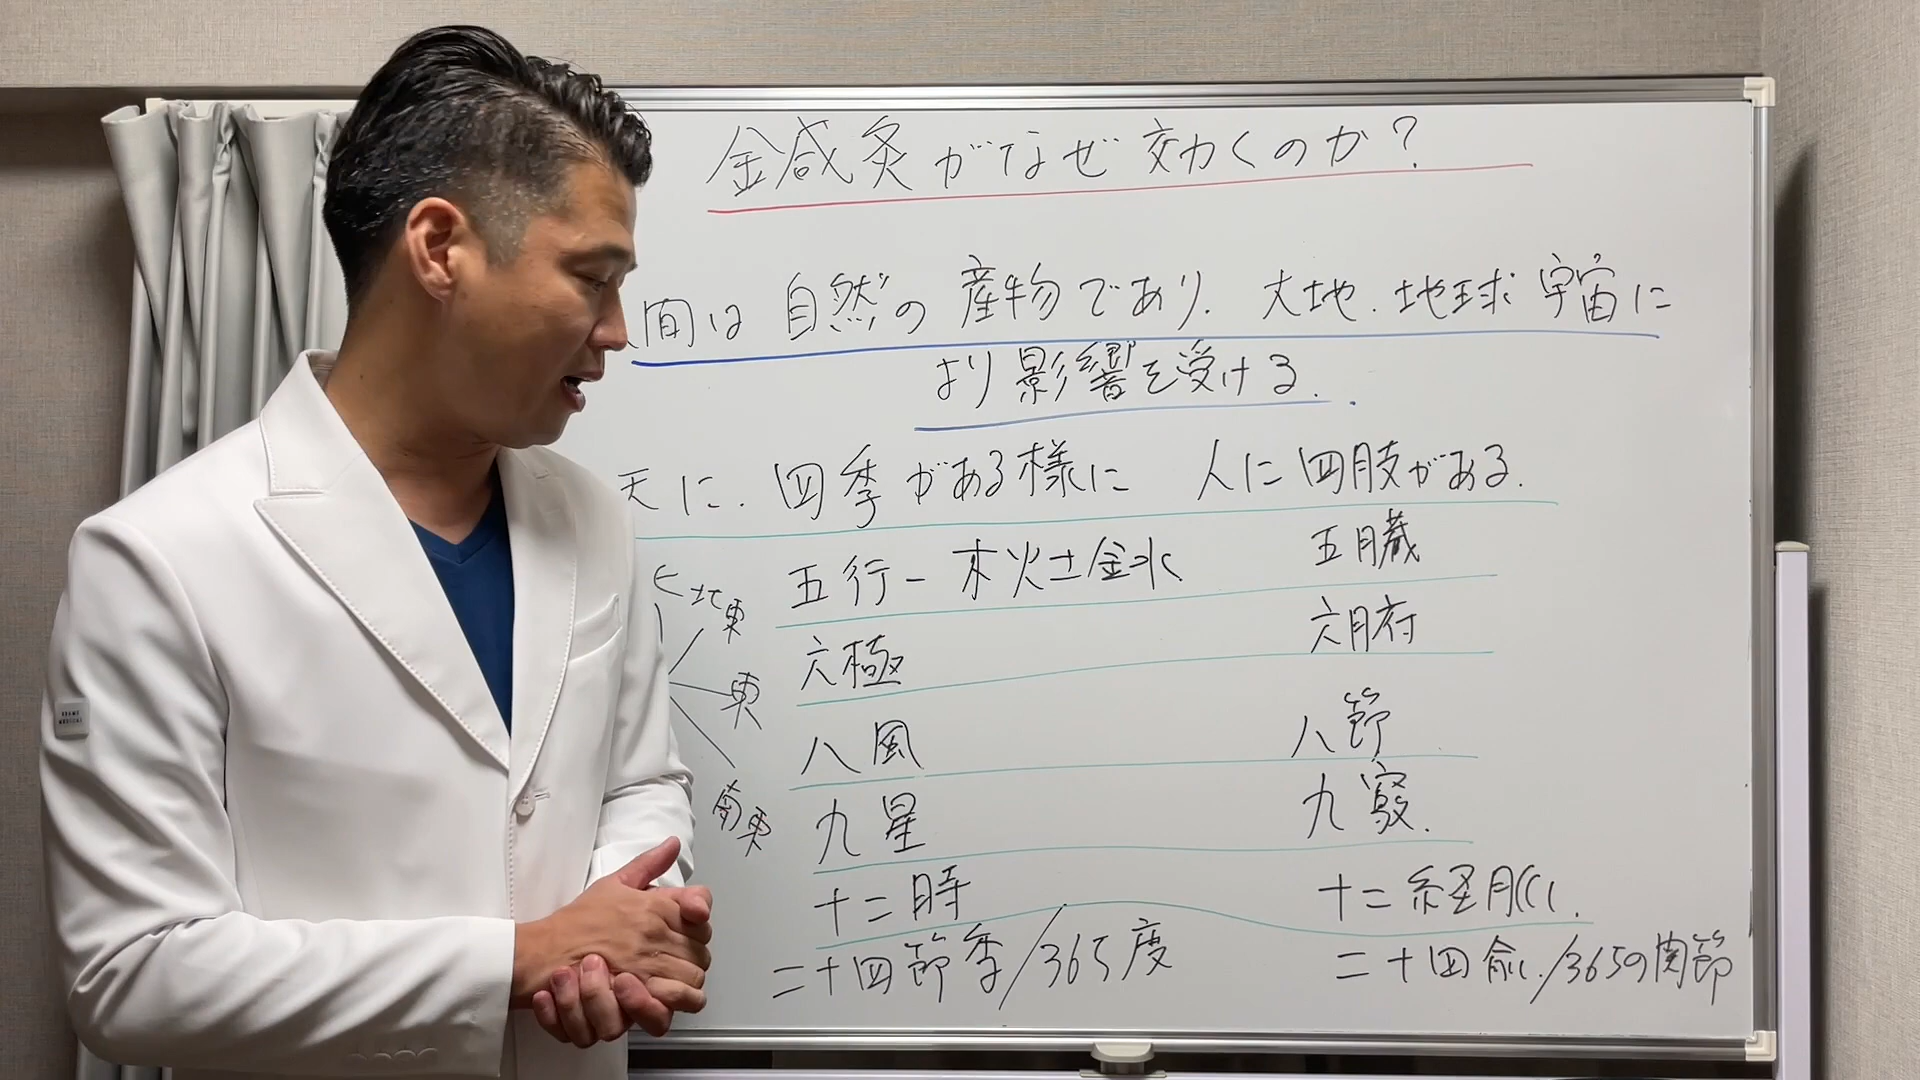 金鍼灸がなぜ効くのか?
間は自然の産物であり. 大地.地球宇宙に
より影響を受ける.
天に.四季がある様に 人に四肢がある.
五行-木火土金水 五臓
北東
六極 六腑
東
八風 八節
南東
九星 九竅.
十二時 十二経脈.
二十四節季/365度 二十四兪./365の関節